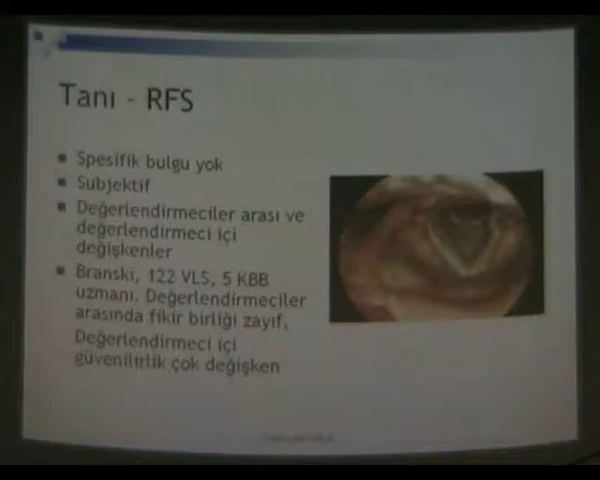 Tanı - RFS
Spesifik bulgu yok
Subjektif
Değerlendirmeciler arası ve
değerlendirmeci içi
değişkenler
Branski, 122 VLS, 5 KBB
uzmanı. Değerlendirmeciler
arasında fikir birliği zayıf,
Değerlendirmeci içi
güvenilirlik çok değişken